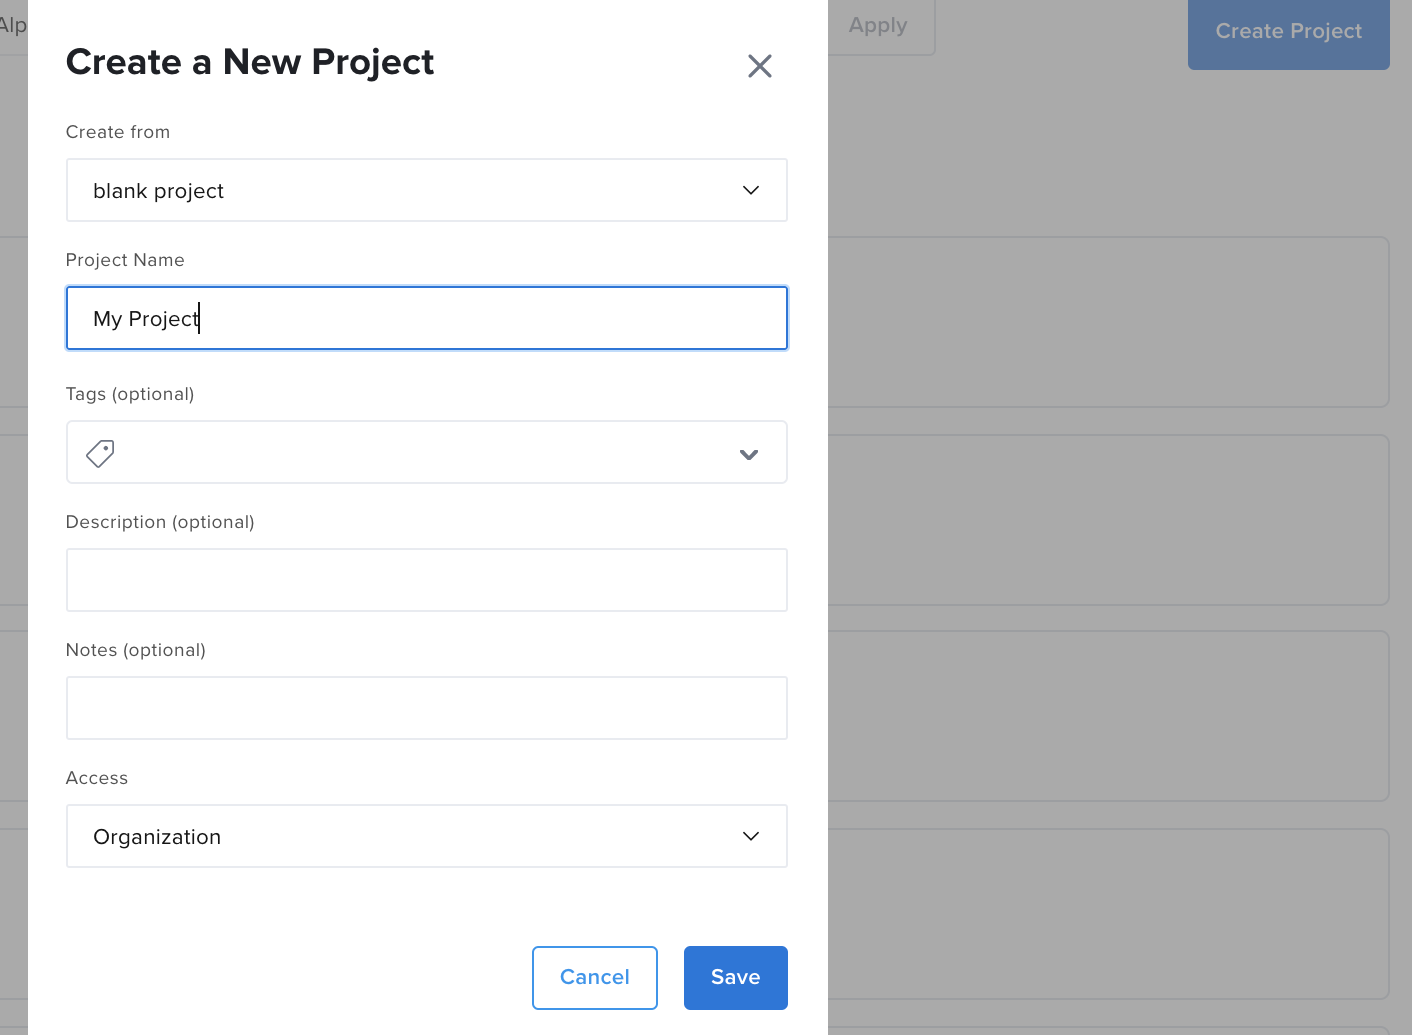 Alp
Apply
Create Project
Create a New Project
Create from
blank project
Project Name
My Project
Tags (optional)
Description (optional)
Notes (optional)
Access
Organization
Cancel
Save